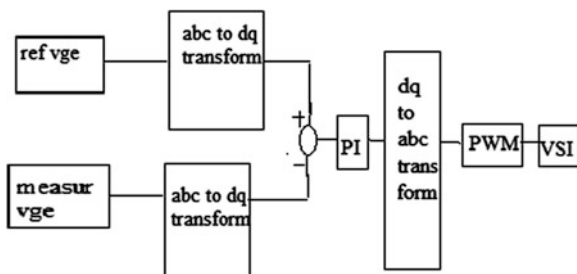 ref vge
abc to dq
transform
+
-
measur
vge
abc to dq
transform
PI
dq
to
abc
trans
form
PWM
VSI